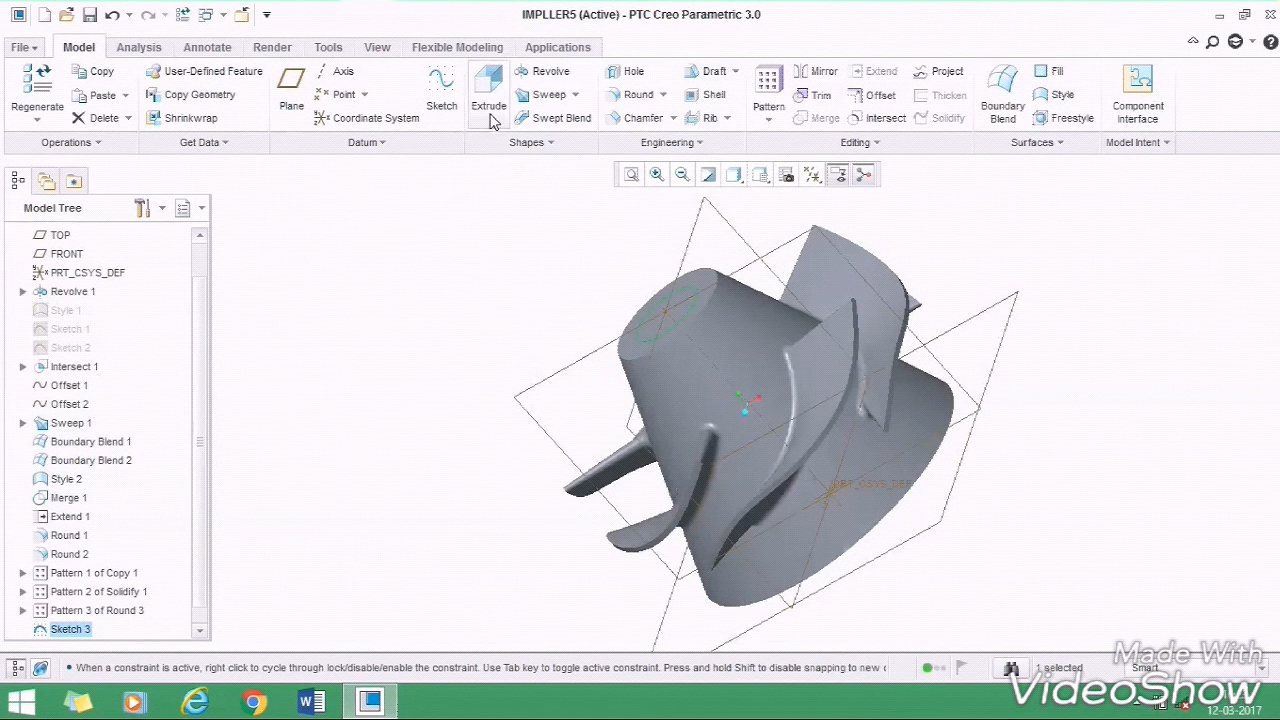 IMPLLER5 (Active) - PTC Creo Parametric 3.0
File Model Analysis Annotate Render Tools View Flexible Modeling Applications
Regenerate Copy Paste Delete
User-Defined Feature Copy Geometry Shrinkwrap
Plane Axis Point Coordinate System Sketch
Extrude Revolve Sweep Swept Blend
Hole Round Chamfer Draft Shell Rib
Pattern Mirror Trim Merge Extend Offset Intersect Project Thicken Solidify
Boundary Blend Fill Style Freestyle
Component Interface
Operations Get Data Datum Shapes Engineering Editing Surfaces Model Intent
Model Tree
TOP
FRONT
PRT_CSYS_DEF
Revolve 1
Style 1
Sketch 1
Sketch 2
Intersect 1
Offset 1
Offset 2
Sweep 1
Boundary Blend 1
Boundary Blend 2
Style 2
Merge 1
Extend 1
Round 1
Round 2
Pattern 1 of Copy 1
Pattern 2 of Solidify 1
Pattern 3 of Round 3
Sketch 3
PRT_CSYS_DEF
When a constraint is active, right click to cycle through lock/disable/enable the constraint. Use Tab key to toggle active constraint. Press and hold Shift to disable snapping to new c
1 selected
Smart
Made With
VideoShow
12-03-2017